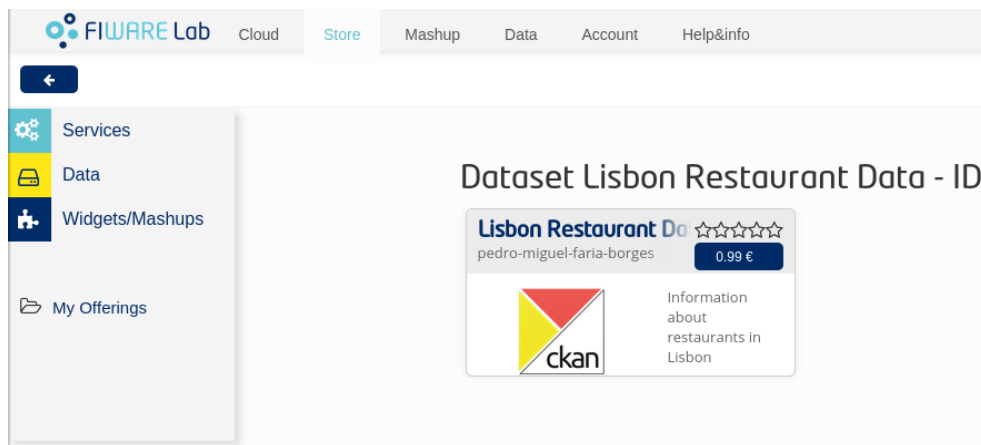 FIWARE Lab Cloud Store Mashup Data Account Help&info
Services
Data
Widgets/Mashups
My Offerings
Dataset Lisbon Restaurant Data - ID
Lisbon Restaurant Da
pedro-miguel-faria-borges
0.99 €
ckan
Information
about
restaurants in
Lisbon